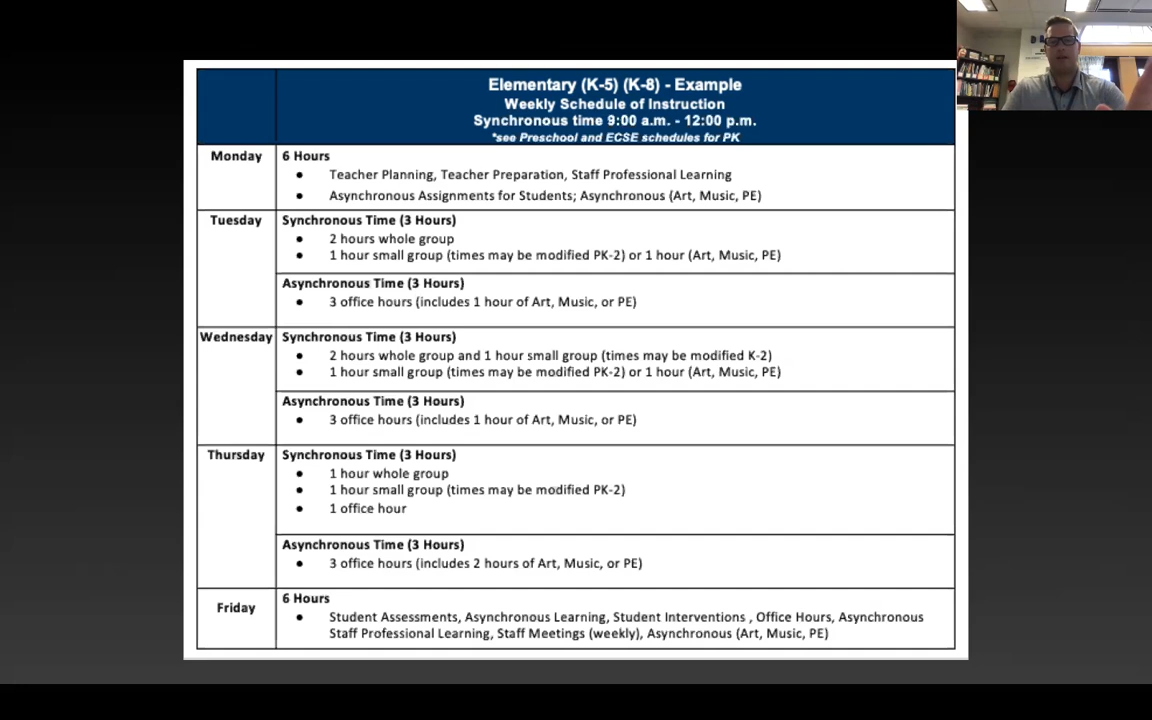 Elementary (K-5) (K-8) - Example
Weekly Schedule of Instruction
Synchronous time 9:00 a.m. - 12:00 p.m.
*see Preschool and ECSE schedules for PK
Monday
6 Hours
● Teacher Planning, Teacher Preparation, Staff Professional Learning
● Asynchronous Assignments for Students; Asynchronous (Art, Music, PE)
Tuesday
Synchronous Time (3 Hours)
● 2 hours whole group
● 1 hour small group (times may be modified PK-2) or 1 hour (Art, Music, PE)
Asynchronous Time (3 Hours)
● 3 office hours (includes 1 hour of Art, Music, or PE)
Wednesday
Synchronous Time (3 Hours)
● 2 hours whole group and 1 hour small group (times may be modified K-2)
● 1 hour small group (times may be modified PK-2) or 1 hour (Art, Music, PE)
Asynchronous Time (3 Hours)
● 3 office hours (includes 1 hour of Art, Music, or PE)
Thursday
Synchronous Time (3 Hours)
● 1 hour whole group
● 1 hour small group (times may be modified PK-2)
● 1 office hour
Asynchronous Time (3 Hours)
● 3 office hours (includes 2 hours of Art, Music, or PE)
Friday
6 Hours
● Student Assessments, Asynchronous Learning, Student Interventions , Office Hours, Asynchronous
Staff Professional Learning, Staff Meetings (weekly), Asynchronous (Art, Music, PE)